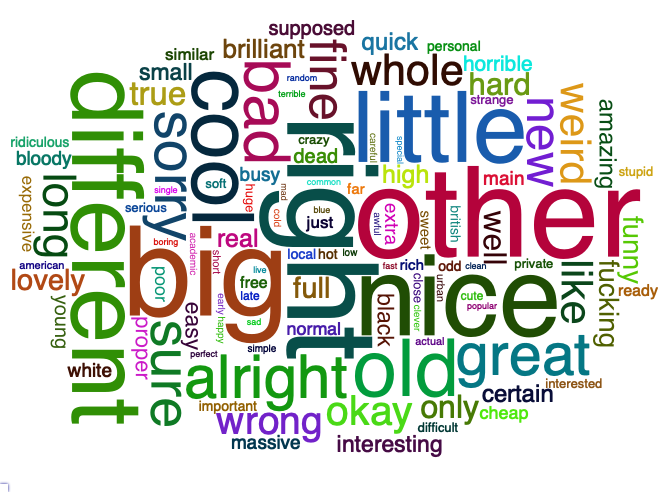 supposed
similar
brilliant
quick
personal
small
random
terrible
fine
whole
horrible
hard
true
cool
bad
strange
different
sorry
little
new
weird
amazing
ridiculous
bloody
crazy
dead
careful
special
stupid
busy
right
high
main
single
soft
huge
mad
common
far
other
expensive
long
serious
cold
blue
just
extra
awful
sweet
british
well
funny
boring
academic
real
big
short
local
hot
low
fast
rich
odd
clean
private
like
fucking
american
lovely
poor
live
free
late
full
black
close
clever
urban
nice
cute
popular
ready
young
proper
sure
easy
early
happy
sad
normal
actual
perfect
simple
white
alright
old
great
certain
interested
important
wrong
okay
only
cheap
massive
interesting
difficult